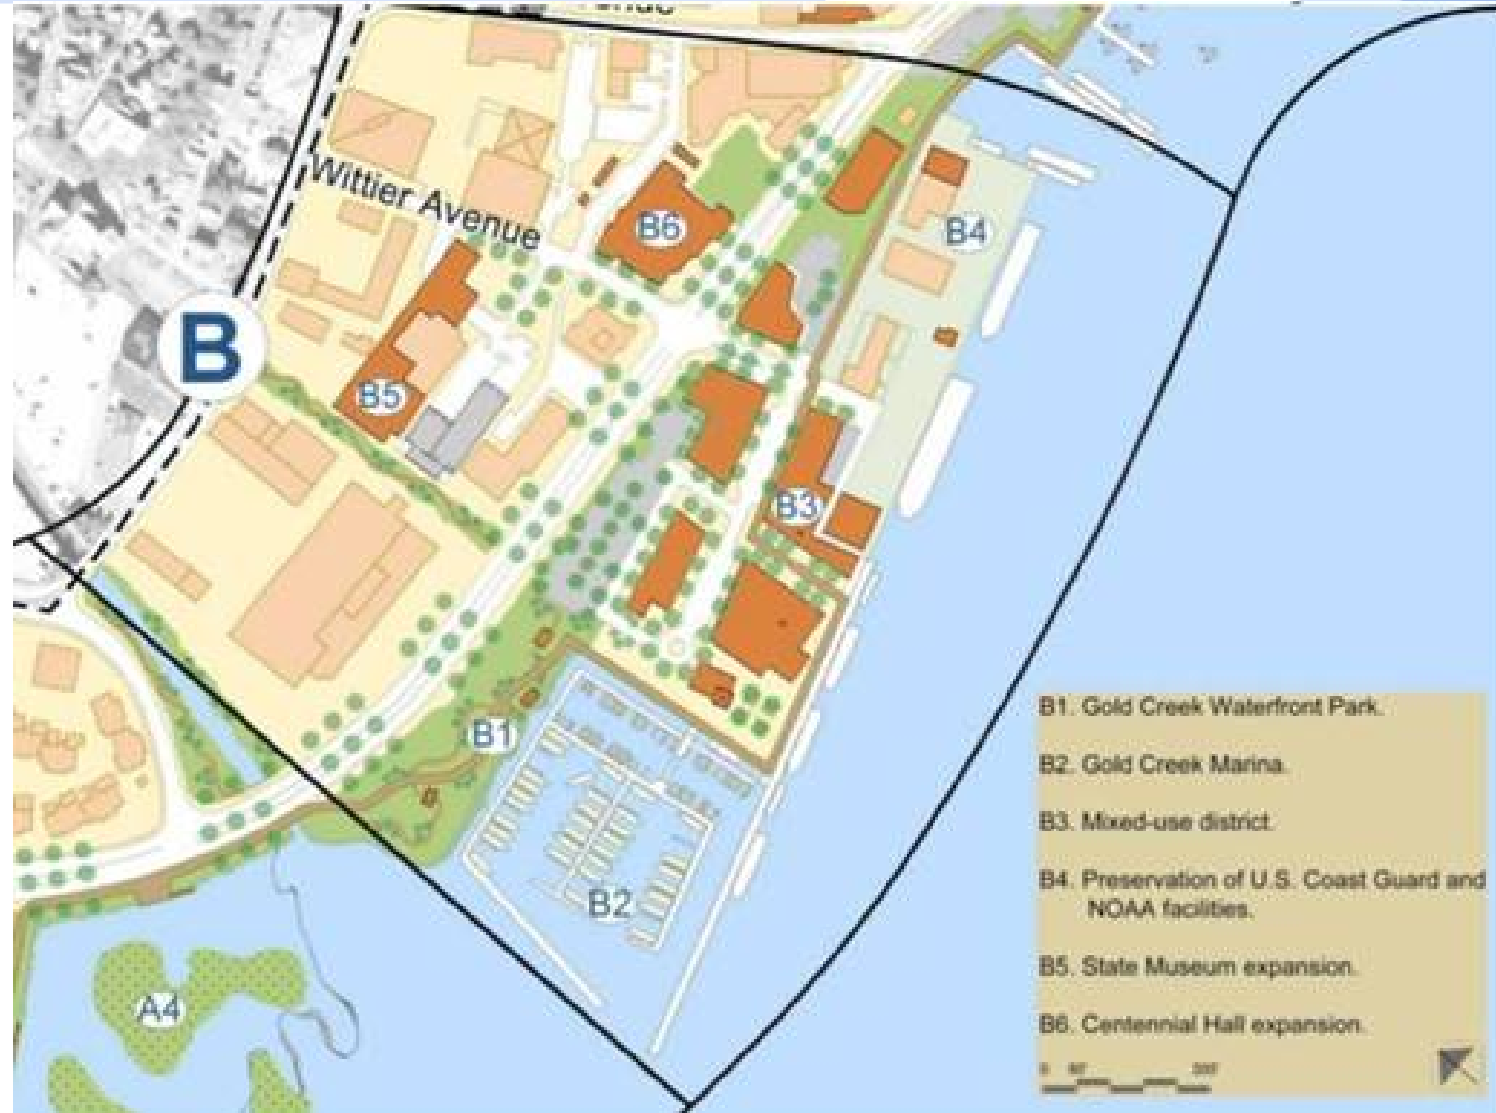 Wittier Avenue
B6
B4
B
B5
B3
B1
B2
A4
B1. Gold Creek Waterfront Park.
B2. Gold Creek Marina.
B3. Mixed-use district.
B4. Preservation of U.S. Coast Guard and
NOAA facilities.
B5. State Museum expansion.
B6. Centennial Hall expansion.
0